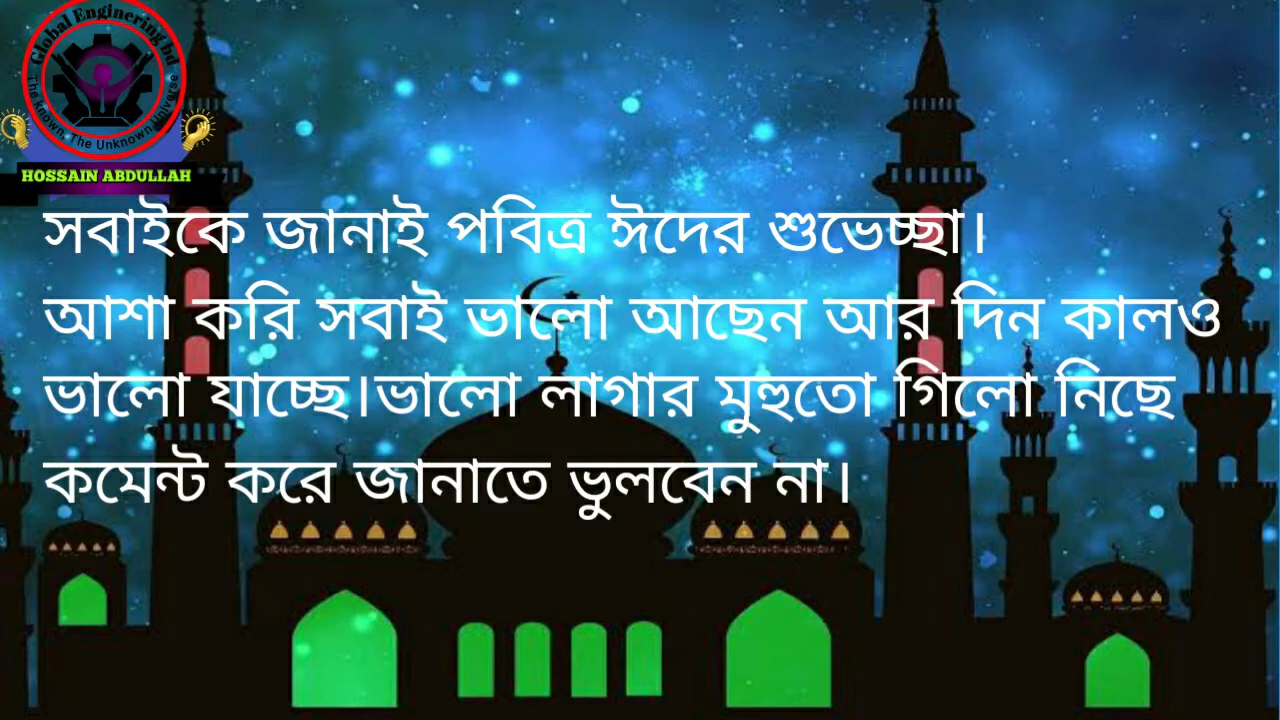 Global Enginering bd
The Known, The Unknown Universe
HOSSAIN ABDULLAH
সবাইকে জানাই পবিত্র ঈদের শুভেচ্ছা।
আশা করি সবাই ভালো আছেন আর দিন কালও
ভালো যাচ্ছে।ভালো লাগার মুহুতো গিলো নিছে
কমেন্ট করে জানাতে ভুলবেন না।